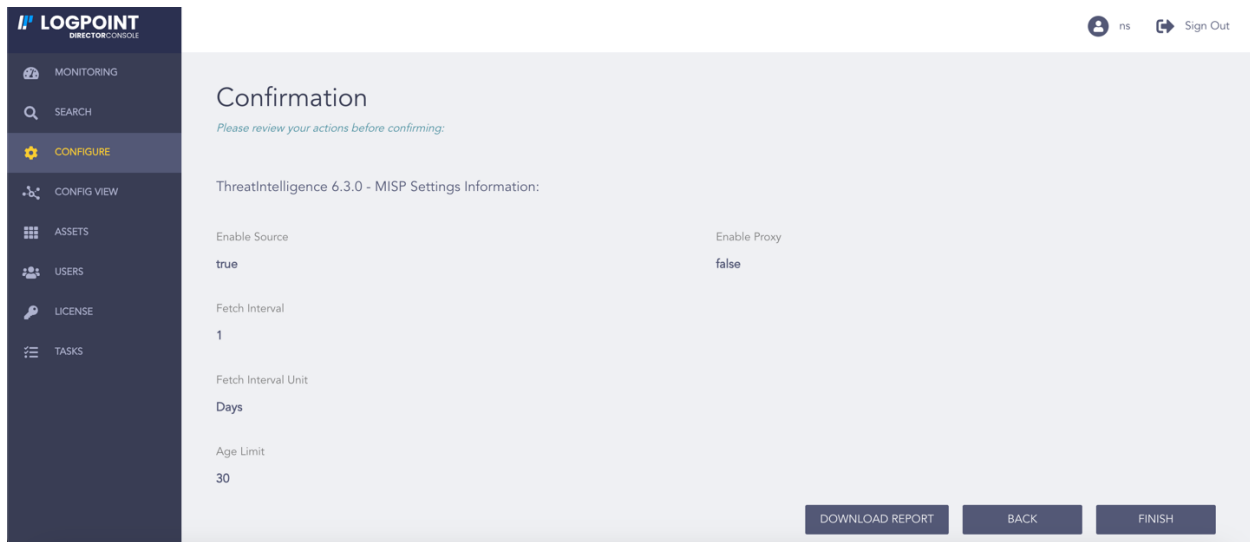 LOGPOINT
DIRECTORCONSOLE
ns
Sign Out
MONITORING
SEARCH
CONFIGURE
CONFIG VIEW
ASSETS
USERS
LICENSE
TASKS
Confirmation
Please review your actions before confirming:
ThreatIntelligence 6.3.0 - MISP Settings Information:
Enable Source
true
Enable Proxy
false
Fetch Interval
1
Fetch Interval Unit
Days
Age Limit
30
DOWNLOAD REPORT
BACK
FINISH